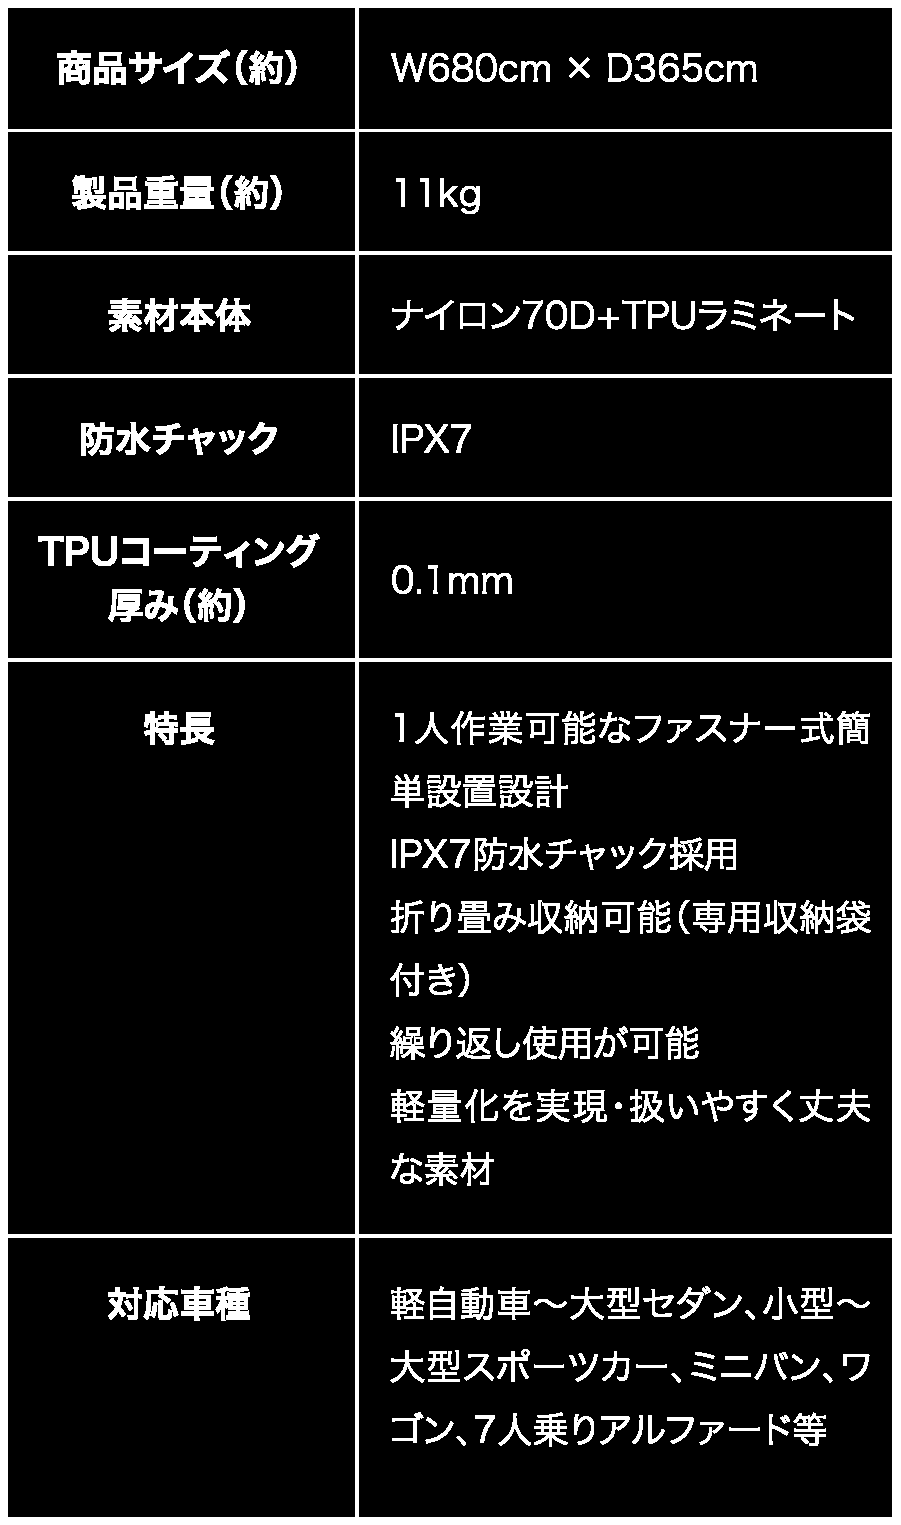 商品サイズ(約)
W680cm × D365cm
製品重量(約)
11kg
素材本体
ナイロン70D+TPUラミネート
防水チャック
IPX7
TPUコーティング
厚み(約)
0.1mm
特長
1人作業可能なファスナー式簡
単設置設計
IPX7防水チャック採用
折り畳み収納可能(専用収納袋
付き)
繰り返し使用が可能
軽量化を実現・扱いやすく丈夫
な素材
対応車種
軽自動車〜大型セダン、小型〜
大型スポーツカー、ミニバン、ワ
ゴン、7人乗りアルファード等